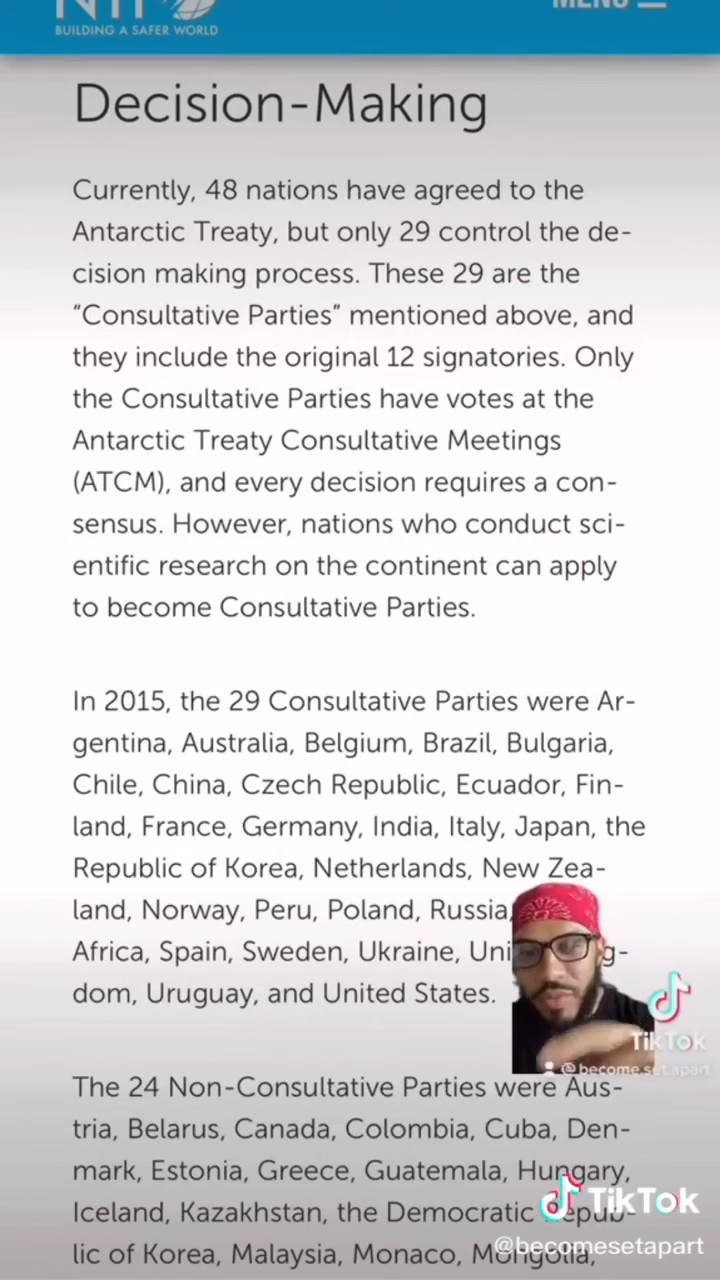 MENU
BUILDING A SAFER WORLD
Decision-Making
Currently, 48 nations have agreed to the
Antarctic Treaty, but only 29 control the de-
cision making process. These 29 are the
“Consultative Parties” mentioned above, and
they include the original 12 signatories. Only
the Consultative Parties have votes at the
Antarctic Treaty Consultative Meetings
(ATCM), and every decision requires a con-
sensus. However, nations who conduct sci-
entific research on the continent can apply
to become Consultative Parties.
In 2015, the 29 Consultative Parties were Ar-
gentina, Australia, Belgium, Brazil, Bulgaria,
Chile, China, Czech Republic, Ecuador, Fin-
land, France, Germany, India, Italy, Japan, the
Republic of Korea, Netherlands, New Zea-
land, Norway, Peru, Poland, Russia,
Africa, Spain, Sweden, Ukraine, Uni g-
dom, Uruguay, and United States.
TikTok
@become.set.apart
The 24 Non-Consultative Parties were Aus-
tria, Belarus, Canada, Colombia, Cuba, Den-
mark, Estonia, Greece, Guatemala, Hungary,
Iceland, Kazakhstan, the Democratic Repub-
lic of Korea, Malaysia, Monaco, Mongolia,
TikTok
@becomesetapart